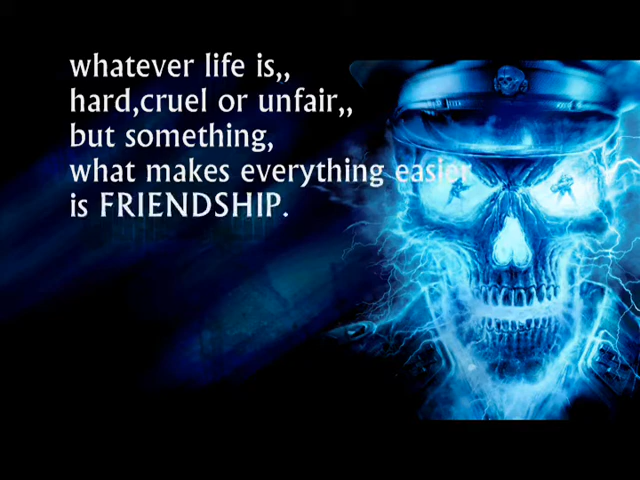 whatever life is,,
hard,cruel or unfair,,
but something,
what makes everything easier
is FRIENDSHIP.